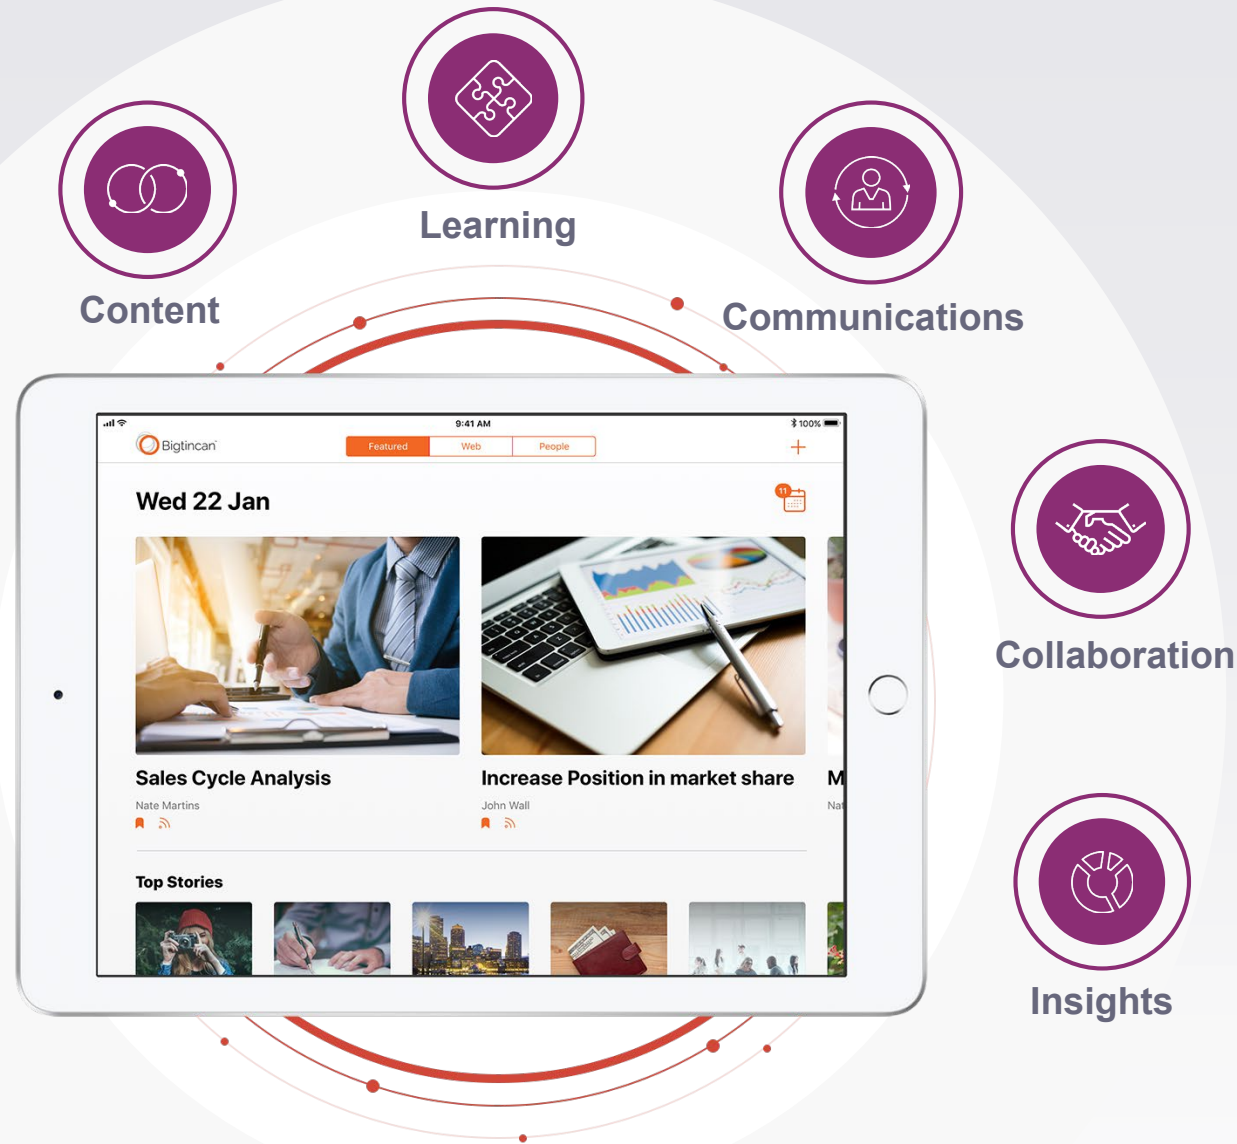 Learning
Content
Communications
9:41 AM
100%
Bigtincan
Featured
Web
People
Wed 22 Jan
11
Sales Cycle Analysis
Increase Position in market share
M
Nate Martins
John Wall
Nat
Top Stories
Collaboration
Insights